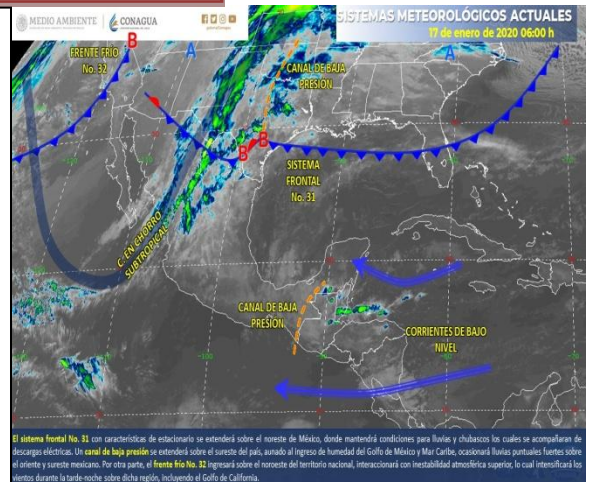 MEDIO AMBIENTE
CONAGUA
SISTEMAS METEOROLÓGICOS ACTUALES
17 de enero de 2020 06:00 h
FRENTE FRÍO
No. 32
B
A
CANAL DE BAJA
PRESIÓN
A
B
B
SISTEMA
FRONTAL
No. 31
C. EN CHORRO
SUBTROPICAL
CANAL DE BAJA
PRESIÓN
CORRIENTES DE BAJO
NIVEL
El sistema frontal No. 31 con características de estacionario se extenderá sobre el noreste de México, donde mantendrá condiciones para lluvias y chubascos los cuales se acompañaran de
descargas eléctricas. Un canal de baja presión se extenderá sobre el sureste del país, aunado al ingreso de humedad del Golfo de México y Mar Caribe, ocasionará lluvias puntuales fuertes sobre
el oriente y sureste mexicano. Por otra parte, el frente frío No. 32 ingresará sobre el noroeste del territorio nacional, interaccionará con inestabilidad atmosférica superior, lo cual intensificará los
vientos durante la tarde-noche sobre dicha región, incluyendo el Golfo de California.